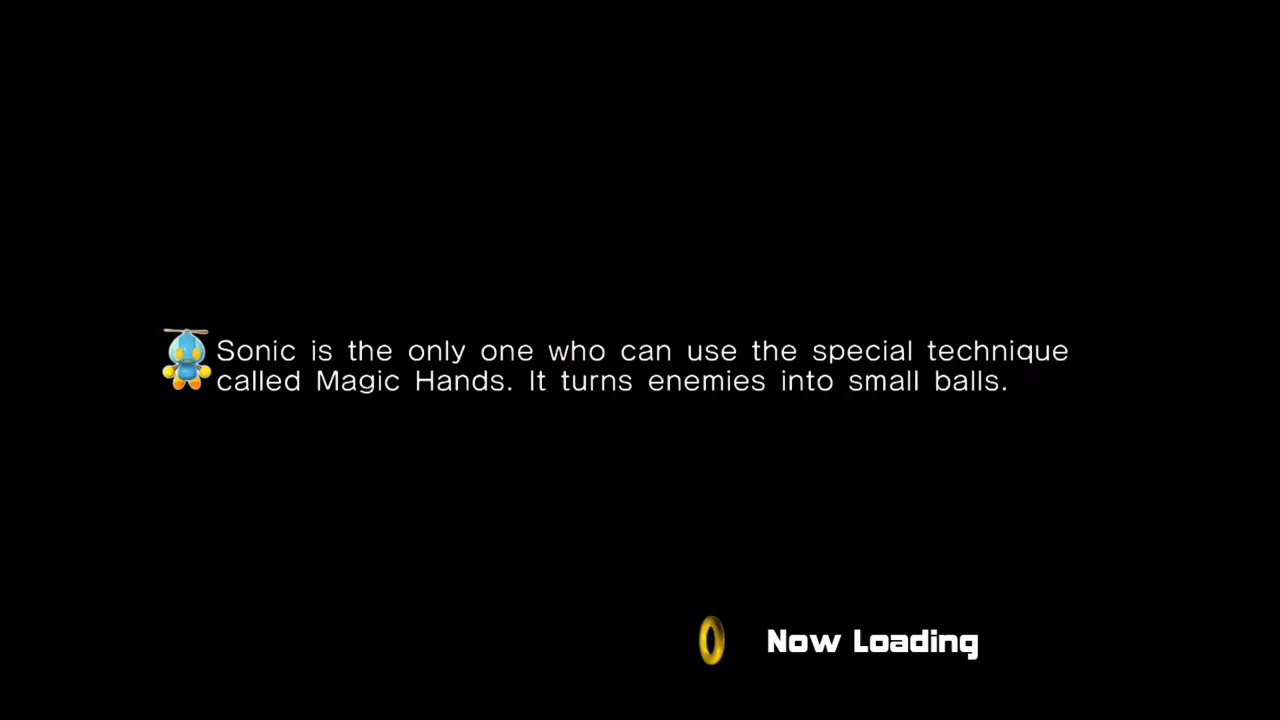 Sonic is the only one who can use the special technique
called Magic Hands. It turns enemies into small balls.
Now Loading